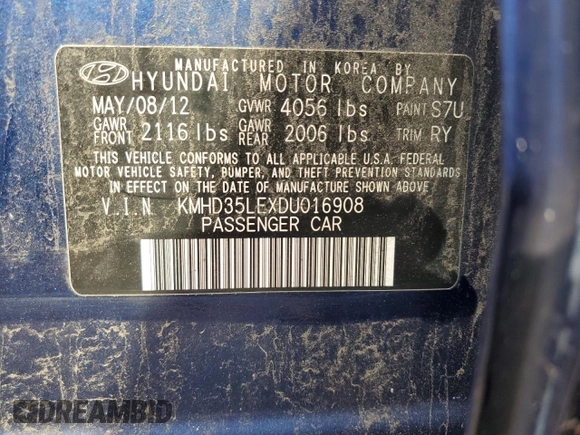 MANUFACTURED IN KOREA BY
HYUNDAI MOTOR COMPANY
MAY/08/12 GVWR 4056 lbs PAINT S7U
GAWR FRONT 2116 lbs GAWR REAR 2006 lbs TRIM RY
THIS VEHICLE CONFORMS TO ALL APPLICABLE U.S.A. FEDERAL
MOTOR VEHICLE SAFETY, BUMPER, AND THEFT PREVENTION STANDARDS
IN EFFECT ON THE DATE OF MANUFACTURE SHOWN ABOVE.
V.I.N KMHD35LEXDU016908
PASSENGER CAR
DREAMBID